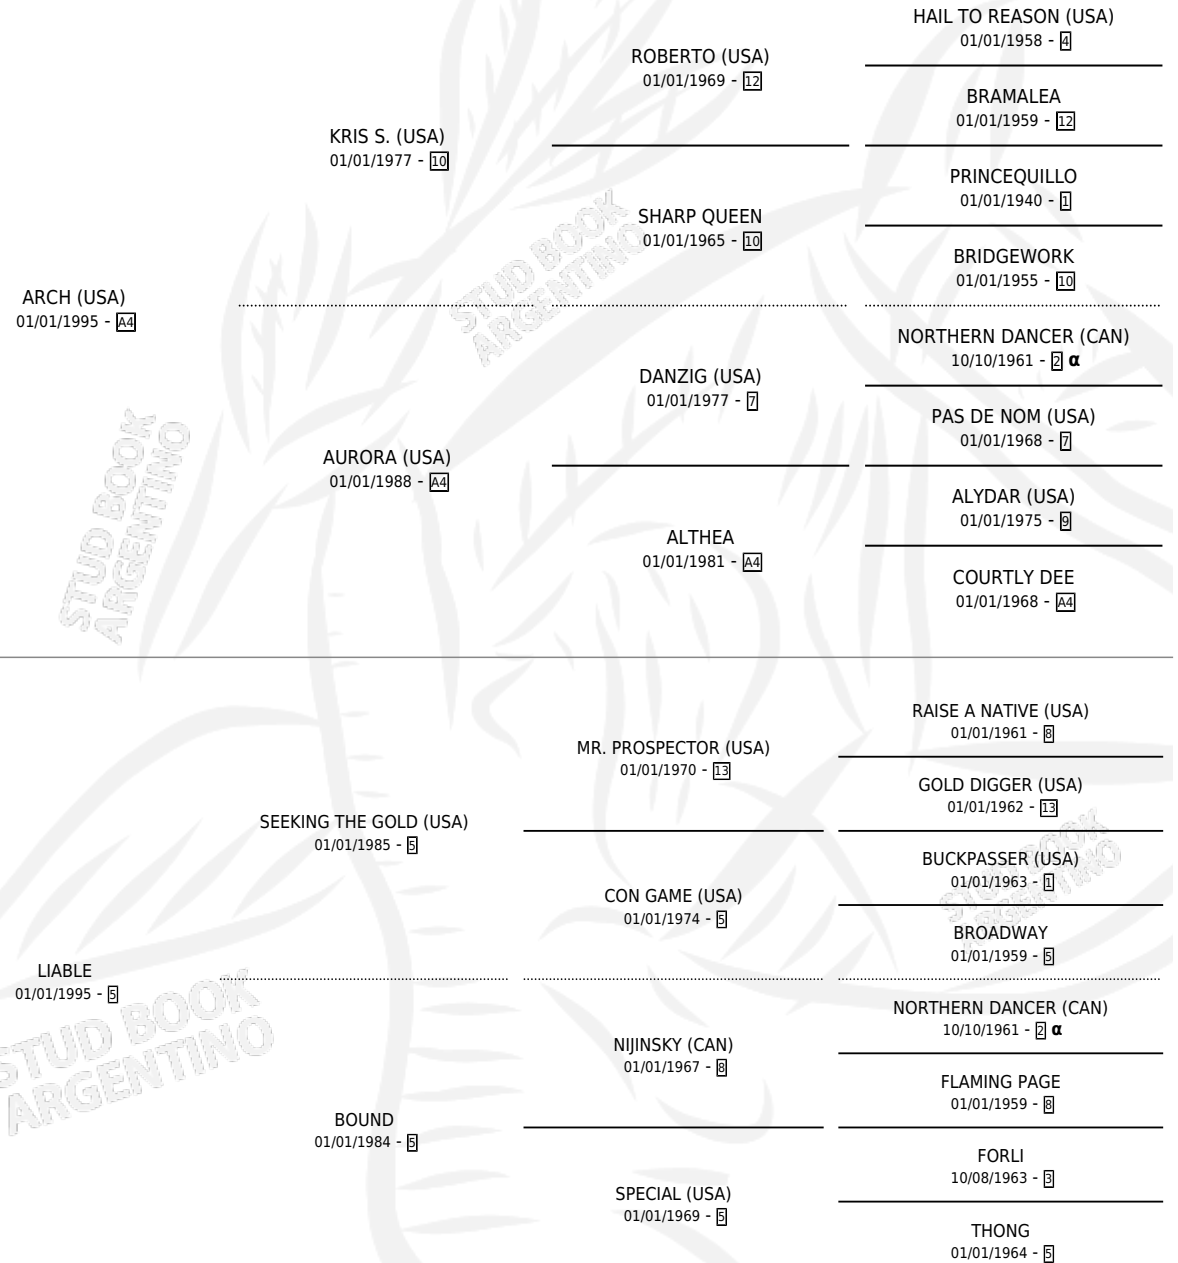 HAIL TO REASON (USA)
01/01/1958 - 4
ROBERTO (USA)
01/01/1969 - 12
BRAMALEA
01/01/1959 - 12
KRIS S. (USA)
01/01/1977 - 10
PRINCEQUILLO
01/01/1940 - 1
SHARP QUEEN
01/01/1965 - 10
BRIDGEWORK
01/01/1955 - 10
ARCH (USA)
01/01/1995 - A4
NORTHERN DANCER (CAN)
10/10/1961 - 2 α
DANZIG (USA)
01/01/1977 - 7
PAS DE NOM (USA)
01/01/1968 - 7
AURORA (USA)
01/01/1988 - A4
ALYDAR (USA)
01/01/1975 - 9
ALTHEA
01/01/1981 - A4
COURTLY DEE
01/01/1968 - A4
RAISE A NATIVE (USA)
01/01/1961 - 8
MR. PROSPECTOR (USA)
01/01/1970 - 13
GOLD DIGGER (USA)
01/01/1962 - 13
SEEKING THE GOLD (USA)
01/01/1985 - 5
BUCKPASSER (USA)
01/01/1963 - 1
CON GAME (USA)
01/01/1974 - 5
BROADWAY
01/01/1959 - 5
LIABLE
01/01/1995 - 5
NORTHERN DANCER (CAN)
10/10/1961 - 2 α
NIJINSKY (CAN)
01/01/1967 - 8
FLAMING PAGE
01/01/1959 - 8
BOUND
01/01/1984 - 5
FORLI
10/08/1963 - 3
SPECIAL (USA)
01/01/1969 - 5
THONG
01/01/1964 - 5
STUD BOOK
ARGENTINO
STUD BOOK
ARGENTINO
STUD BOOK
ARGENTINO
STUD BOOK
ARGENTINO